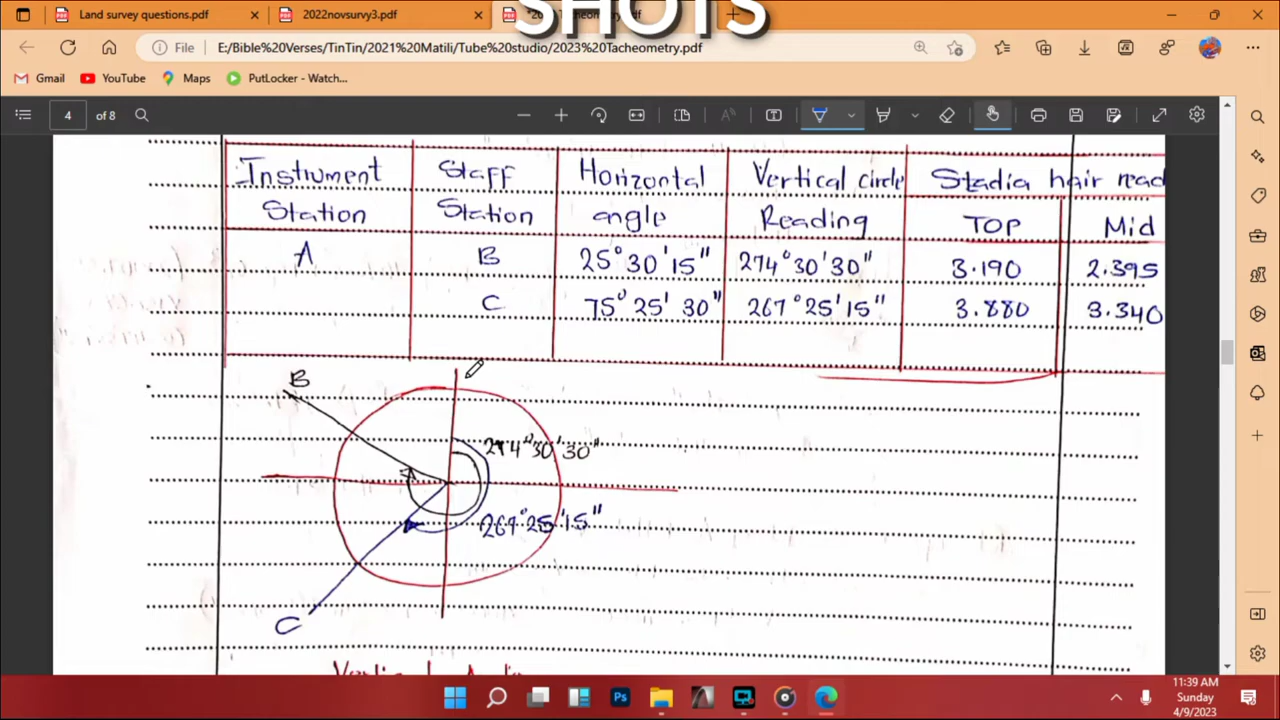 SHOTS
Land survey questions.pdf
2022novsurvy3.pdf
File
E:/Bible%20Verses/TinTin/2021%20Matili/Tube%20studio/2023%20Tacheometry.pdf
Gmail
YouTube
Maps
PutLocker - Watch...
4 of 8
Instrument Staff Horizontal Vertical circle Stadia hair read
Station Station angle Reading TOP Mid
A B 25°30'15" 274°30'30" 3.190 2.395
C 75°25'30" 267°25'15" 3.880 3.340
B
274°30'30"
267°25'15"
C
11:39 AM
Sunday
4/9/2023